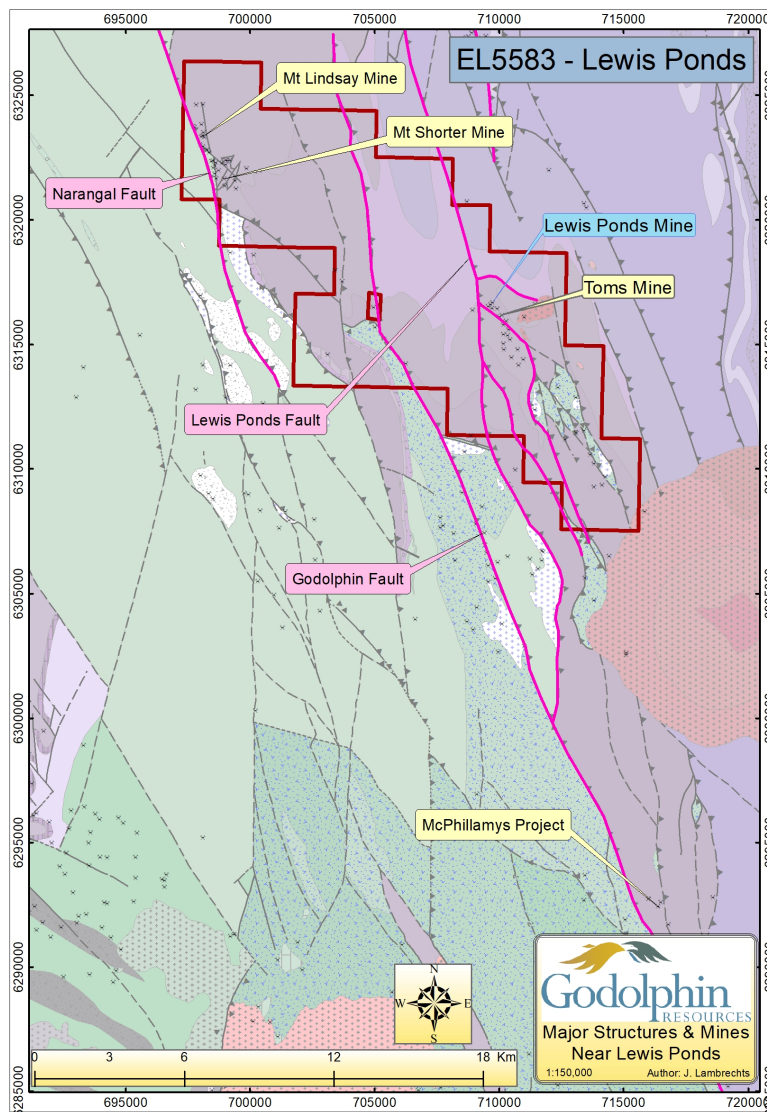 695000 700000 705000 710000 715000 720000
EL5583 - Lewis Ponds
6325000
Mt Lindsay Mine
Mt Shorter Mine
Narangal Fault
6320000
Lewis Ponds Mine
Toms Mine
6315000
Lewis Ponds Fault
6310000
Godolphin Fault
6305000
6300000
McPhillamys Project
6295000
6290000
N
W E
S
Godolphin
RESOURCES
Major Structures & Mines
Near Lewis Ponds
1:150,000 Author: J. Lambrechts
0 3 6 12 18 Km
6285000
695000 700000 705000 710000 715000 720000